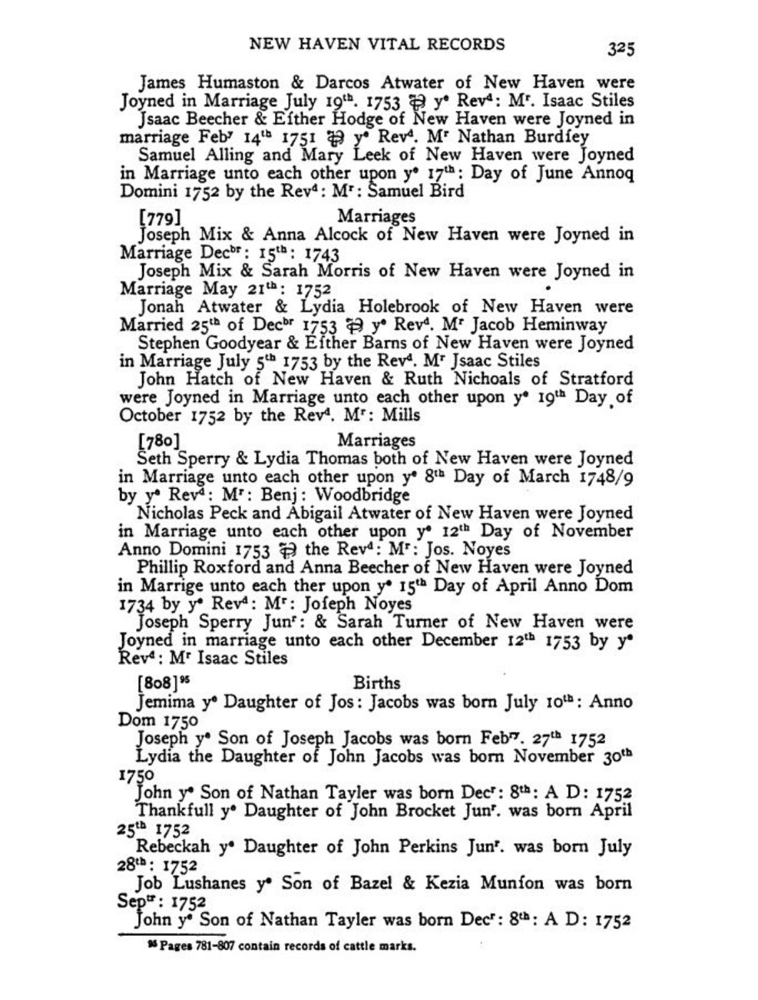 NEW HAVEN VITAL RECORDS 325
James Humaston & Darcos Atwater of New Haven were
Joyned in Marriage July 19th. 1753 ⅌ ye Revd: Mr. Isaac Stiles
Jsaac Beecher & Eſther Hodge of New Haven were Joyned in
marriage Feby 14th 1751 ⅌ ye Revd. Mr Nathan Burdſey
Samuel Alling and Mary Leek of New Haven were Joyned
in Marriage unto each other upon ye 17th: Day of June Annoq
Domini 1752 by the Revd: Mr: Samuel Bird
[779] Marriages
Joseph Mix & Anna Alcock of New Haven were Joyned in
Marriage Decbr: 15th: 1743
Joseph Mix & Sarah Morris of New Haven were Joyned in
Marriage May 21th: 1752
Jonah Atwater & Lydia Holebrook of New Haven were
Married 25th of Decbr 1753 ⅌ ye Revd. Mr Jacob Heminway
Stephen Goodyear & Eſther Barns of New Haven were Joyned
in Marriage July 5th 1753 by the Revd. Mr Jsaac Stiles
John Hatch of New Haven & Ruth Nichoals of Stratford
were Joyned in Marriage unto each other upon ye 19th Day of
October 1752 by the Revd. Mr: Mills
[780] Marriages
Seth Sperry & Lydia Thomas both of New Haven were Joyned
in Marriage unto each other upon ye 8th Day of March 1748/9
by ye Revd: Mr: Benj: Woodbridge
Nicholas Peck and Abigail Atwater of New Haven were Joyned
in Marriage unto each other upon ye 12th Day of November
Anno Domini 1753 ⅌ the Revd: Mr: Jos. Noyes
Phillip Roxford and Anna Beecher of New Haven were Joyned
in Marrige unto each ther upon ye 15th Day of April Anno Dom
1734 by ye Revd: Mr: Joſeph Noyes
Joseph Sperry Junr: & Sarah Turner of New Haven were
Joyned in marriage unto each other December 12th 1753 by ye
Revd: Mr Isaac Stiles
[808]95 Births
Jemima ye Daughter of Jos: Jacobs was born July 10th: Anno
Dom 1750
Joseph ye Son of Joseph Jacobs was born Febry. 27th 1752
Lydia the Daughter of John Jacobs was born November 30th
1750
John ye Son of Nathan Tayler was born Decr: 8th: A D: 1752
Thankfull ye Daughter of John Brocket Junr. was born April
25th 1752
Rebeckah ye Daughter of John Perkins Junr. was born July
28th: 1752
Job Lushanes ye Sōn of Bazel & Kezia Munſon was born
Septr: 1752
John ye Son of Nathan Tayler was born Decr: 8th: A D: 1752
95 Pages 781-807 contain records of cattle marks.